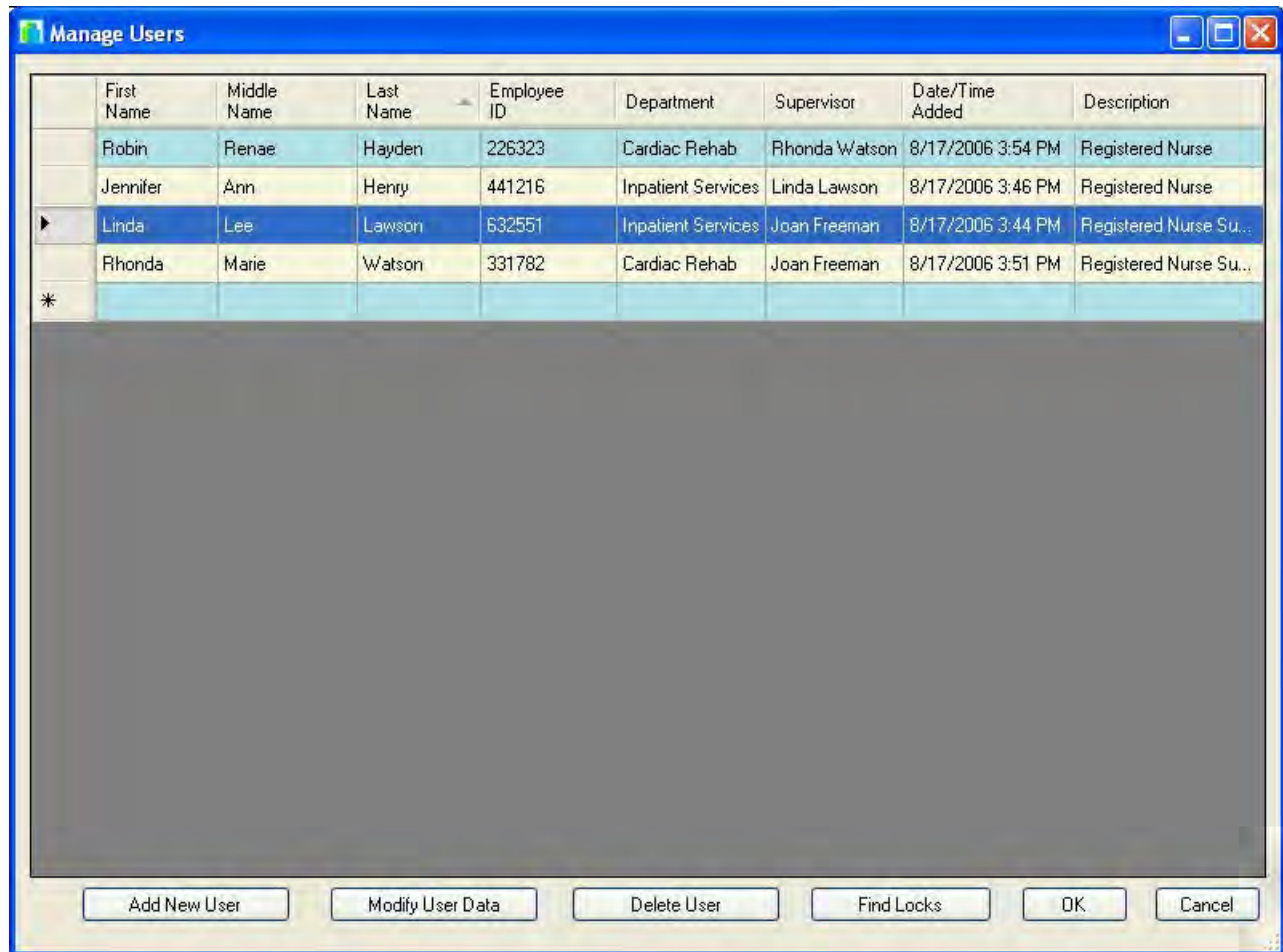 Manage Users
First Name Middle Name Last Name Employee ID Department Supervisor Date/Time Added Description
Robin Renae Hayden 226323 Cardiac Rehab Rhonda Watson 8/17/2006 3:54 PM Registered Nurse
Jennifer Ann Henry 441216 Inpatient Services Linda Lawson 8/17/2006 3:46 PM Registered Nurse
Linda Lee Lawson 632551 Inpatient Services Joan Freeman 8/17/2006 3:44 PM Registered Nurse Su...
Rhonda Marie Watson 331782 Cardiac Rehab Joan Freeman 8/17/2006 3:51 PM Registered Nurse Su...
*
Add New User Modify User Data Delete User Find Locks OK Cancel